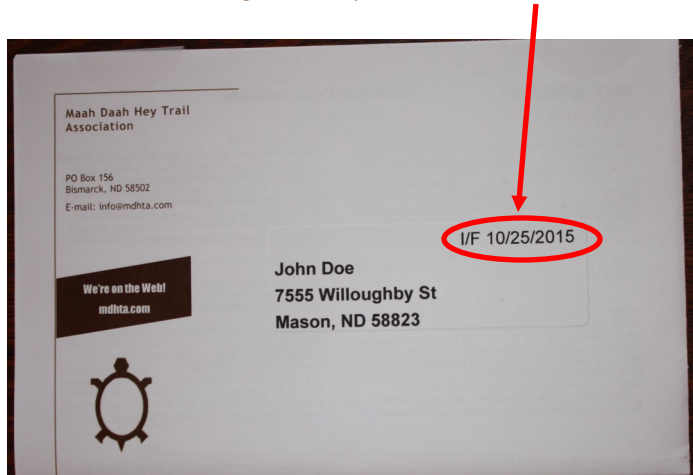 Maah Daah Hey Trail
Association
PO Box 156
Bismarck, ND 58502
E-mail: info@mdhta.com
I/F 10/25/2015
John Doe
7555 Willoughby St
Mason, ND 58823
We're on the Web!
mdhta.com